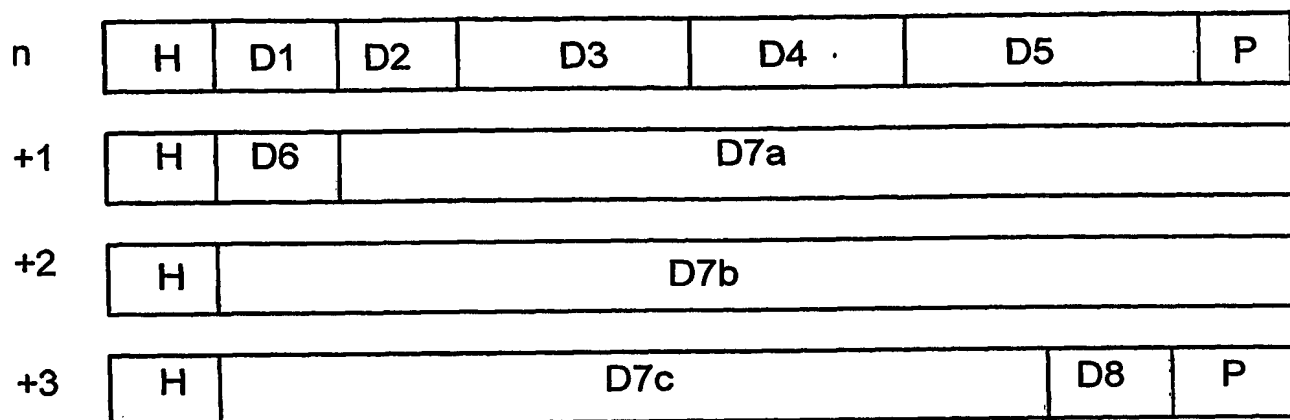 n H D1 D2 D3 D4 D5 P
+1 H D6 D7a
+2 H D7b
+3 H D7c D8 P